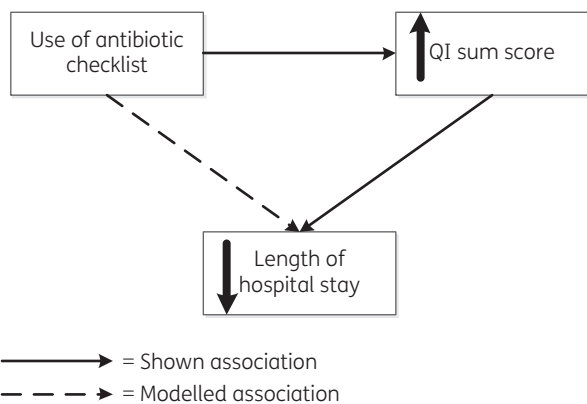 Use of antibiotic
checklist
QI sum score
Length of
hospital stay
= Shown association
= Modelled association